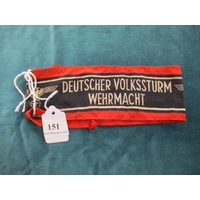 DEUTSCHER VOLKSSTURM
WEHRMACHT
151